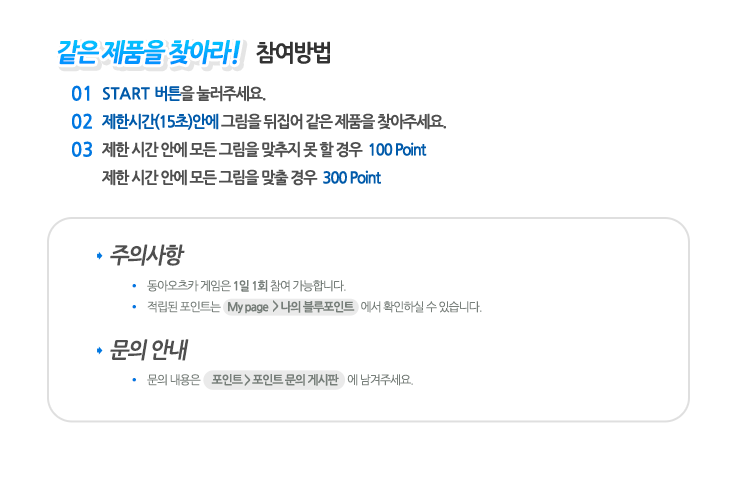 같은 제품을 찾아라! 참여방법
01 START 버튼을 눌러주세요.
02 제한시간(15초)안에 그림을 뒤집어 같은 제품을 찾아주세요.
03 제한 시간 안에 모든 그림을 맞추지 못 할 경우 100 Point
제한 시간 안에 모든 그림을 맞출 경우 300 Point
주의사항
• 동아오츠카 게임은 1일 1회 참여 가능합니다.
• 적립된 포인트는 My page > 나의 블루포인트 에서 확인하실 수 있습니다.
문의 안내
• 문의 내용은 포인트 > 포인트 문의 게시판 에 남겨주세요.